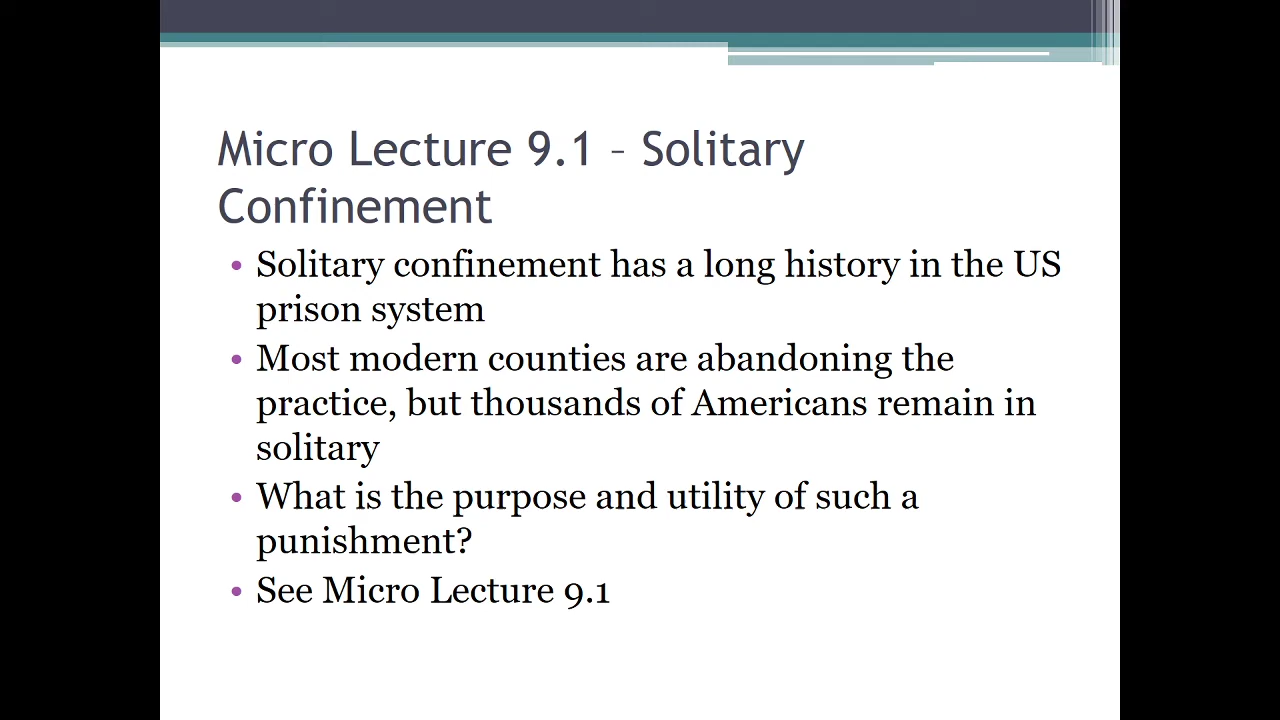 Micro Lecture 9.1 – Solitary
Confinement
• Solitary confinement has a long history in the US
prison system
• Most modern counties are abandoning the
practice, but thousands of Americans remain in
solitary
• What is the purpose and utility of such a
punishment?
• See Micro Lecture 9.1